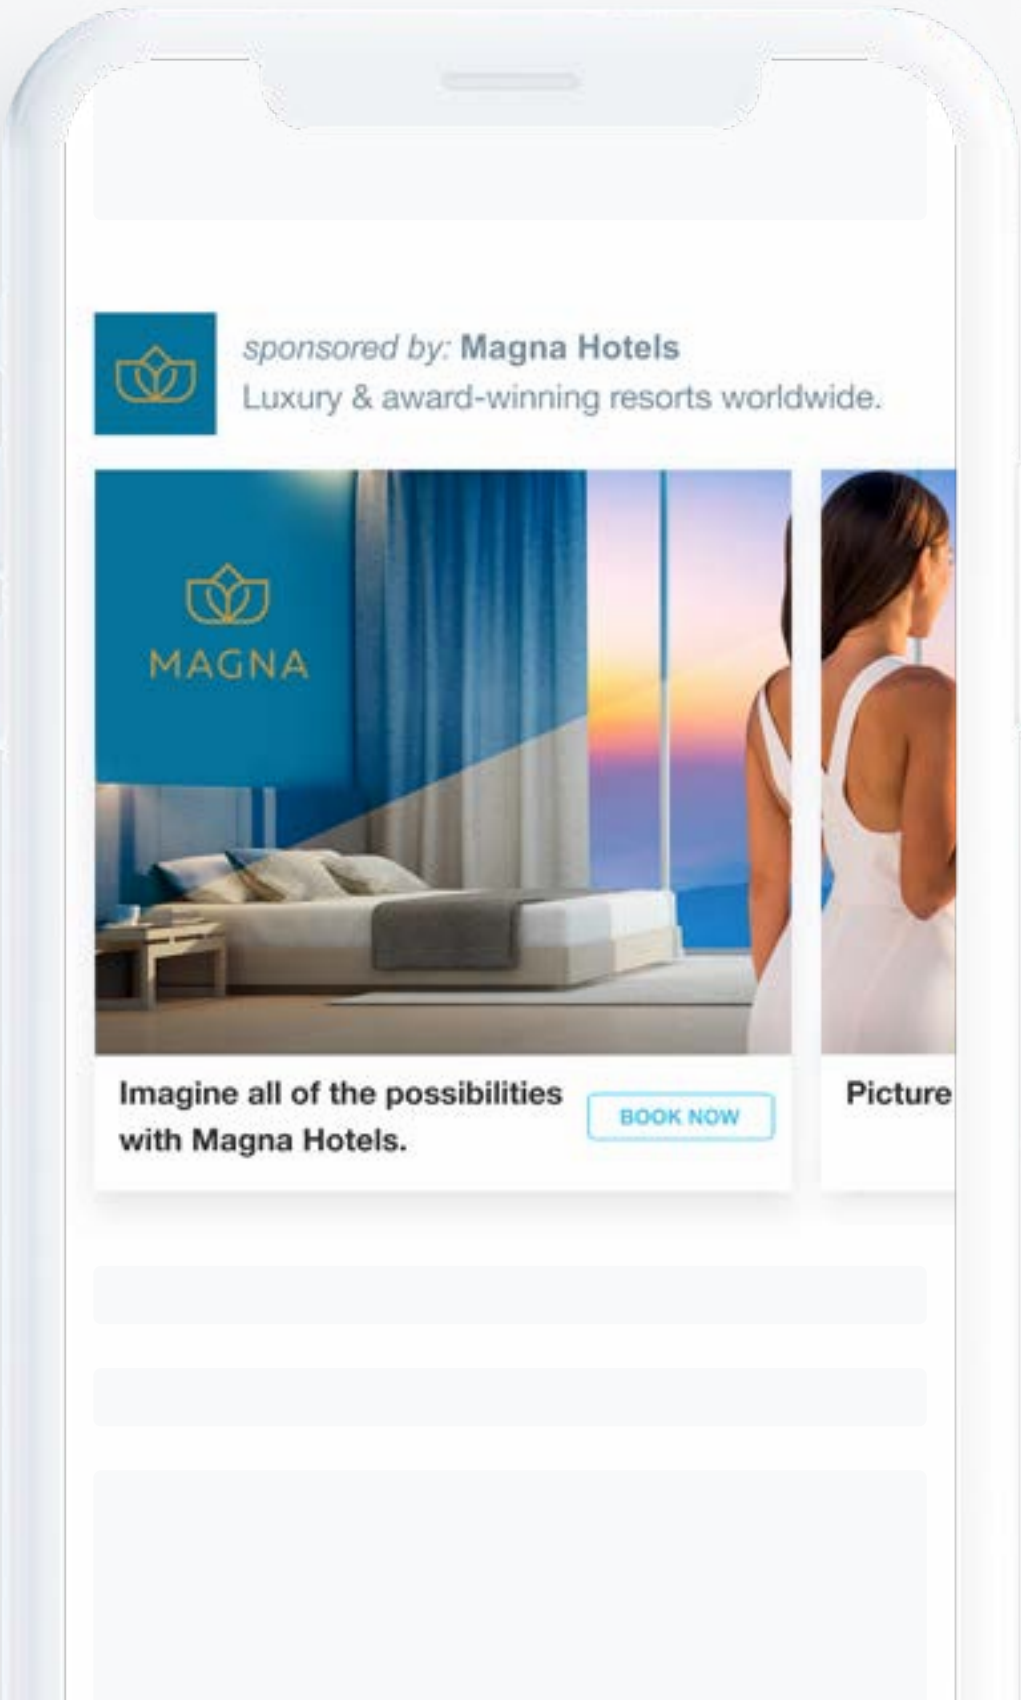 sponsored by: Magna Hotels
Luxury & award-winning resorts worldwide.
MAGNA
Imagine all of the possibilities
with Magna Hotels.
BOOK NOW
Picture